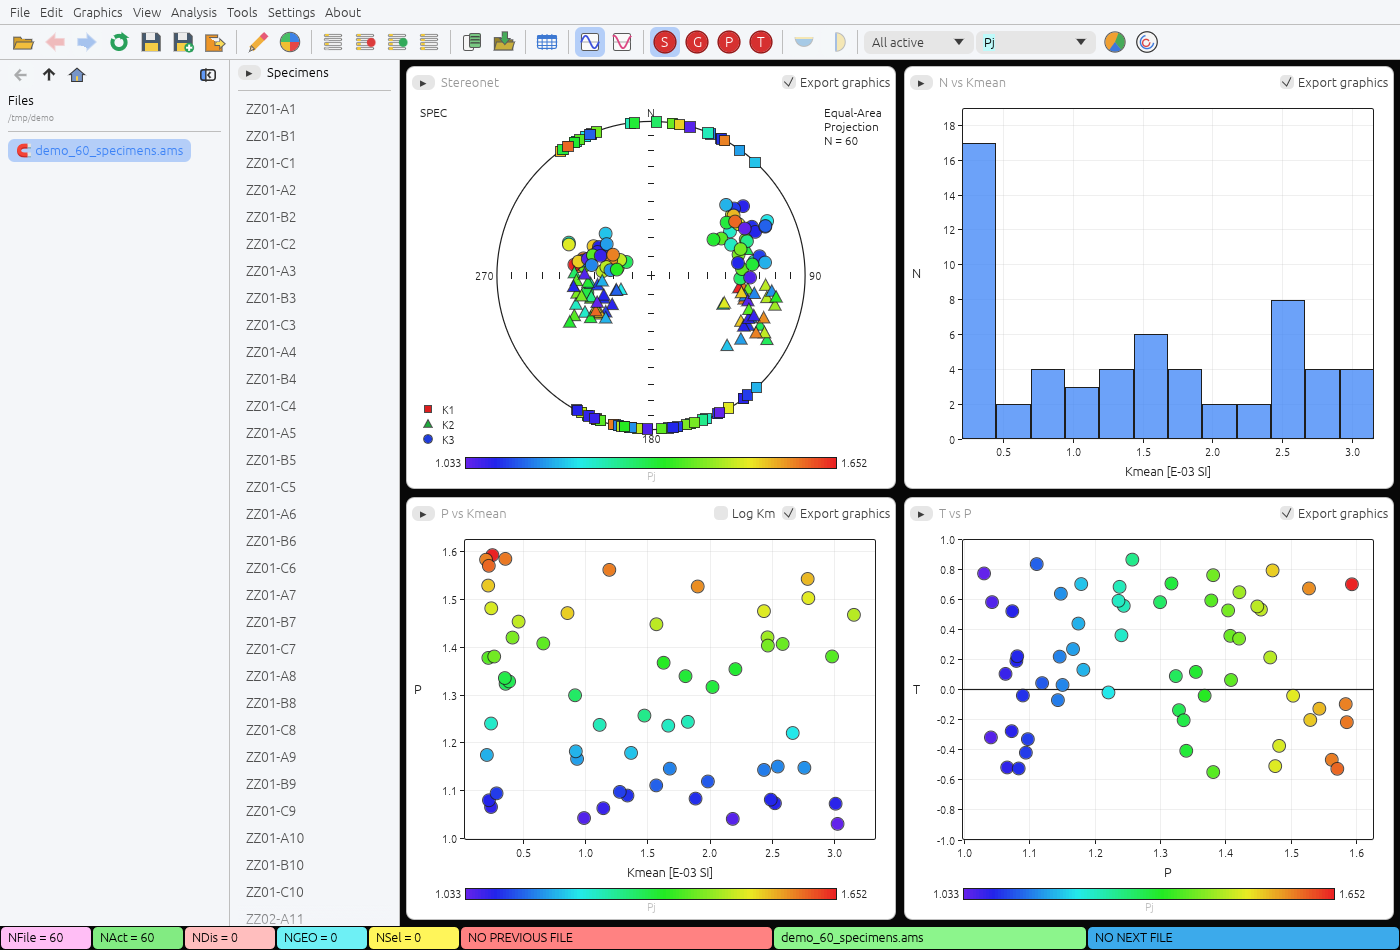 File Edit Graphics View Analysis Tools Settings About
S G P T All active Pj
Files
/tmp/demo
demo_60_specimens.ams
Specimens
ZZ01-A1
ZZ01-B1
ZZ01-C1
ZZ01-A2
ZZ01-B2
ZZ01-C2
ZZ01-A3
ZZ01-B3
ZZ01-C3
ZZ01-A4
ZZ01-B4
ZZ01-C4
ZZ01-A5
ZZ01-B5
ZZ01-C5
ZZ01-A6
ZZ01-B6
ZZ01-C6
ZZ01-A7
ZZ01-B7
ZZ01-C7
ZZ01-A8
ZZ01-B8
ZZ01-C8
ZZ01-A9
ZZ01-B9
ZZ01-C9
ZZ01-A10
ZZ01-B10
ZZ01-C10
ZZ02-A11
Stereonet Export graphics
SPEC
Equal-Area
Projection
N = 60
N
270 90
180
K1
K2
K3
1.033 1.652
Pj
N vs Kmean Export graphics
18
16
14
12
10
8
6
4
2
0
N
0.5 1.0 1.5 2.0 2.5 3.0
Kmean [E-03 SI]
P vs Kmean Log Km Export graphics
1.6
1.5
1.4
1.3
1.2
1.1
1.0
P
0.5 1.0 1.5 2.0 2.5 3.0
Kmean [E-03 SI]
1.033 1.652
Pj
T vs P Export graphics
1.0
0.8
0.6
0.4
0.2
0.0
-0.2
-0.4
-0.6
-0.8
-1.0
T
1.0 1.1 1.2 1.3 1.4 1.5 1.6
P
1.033 1.652
Pj
NFile = 60 NAct = 60 NDis = 0 NGEO = 0 NSel = 0 NO PREVIOUS FILE demo_60_specimens.ams NO NEXT FILE